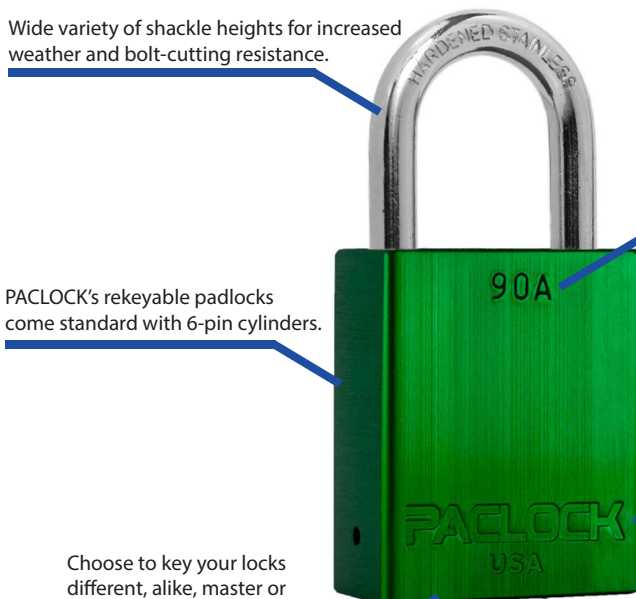 Wide variety of shackle heights for increased
weather and bolt-cutting resistance.
HARDENED STAINLESS
90A
PACLOCK's rekeyable padlocks
come standard with 6-pin cylinders.
PACLOCK
USA
Choose to key your locks
different, alike, master or